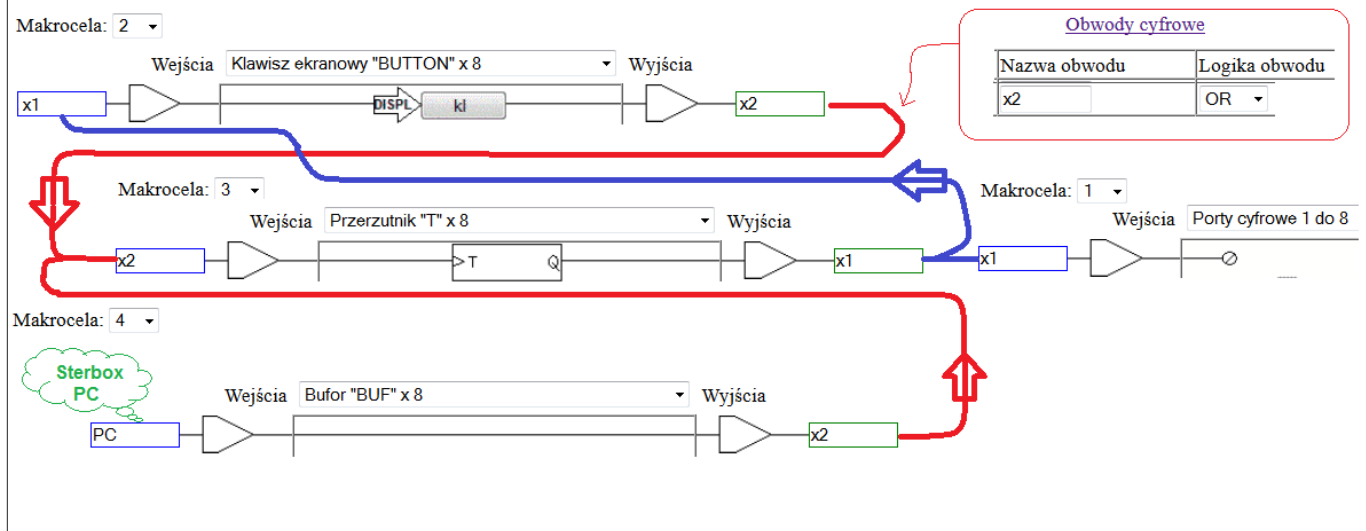 Makrocela: 2
Obwody cyfrowe
Wejścia Klawisz ekranowy "BUTTON" x 8 Wyjścia
Nazwa obwodu Logika obwodu
x1 DISPL kl x2
x2 OR
Makrocela: 3
Makrocela: 1
Wejścia Przerzutnik "T" x 8 Wyjścia
Wejścia Porty cyfrowe 1 do 8
x2 >T Q x1
x1
Makrocela: 4
Sterbox
PC
Wejścia Bufor "BUF" x 8 Wyjścia
PC x2